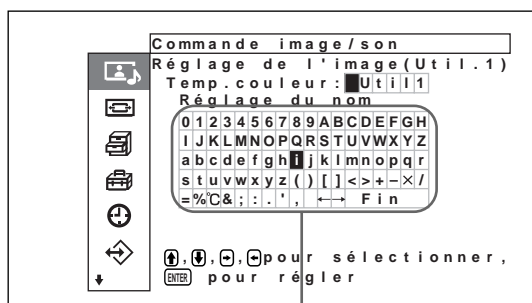 Commande image/son
Réglage de l'image(Util.1)
Temp.couleur: Util1
Réglage du nom
0123456789ABCDEFGH
IJKLMNOPQRSTUVWXYZ
abcdefghijklmnopqr
stuvwxyz()[]<>+−×/
=%℃&;:.', ←→ Fin
↑,↓,→,←pour sélectionner,
ENTER pour régler